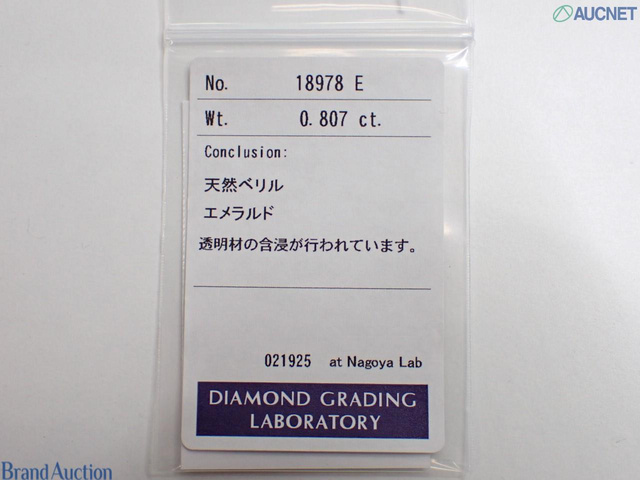 AUCNET
No. 18978 E
Wt. 0.807 ct.
Conclusion:
天然ベリル
エメラルド
透明材の含浸が行われています。
021925 at Nagoya Lab
DIAMOND GRADING
LABORATORY
Brand Auction